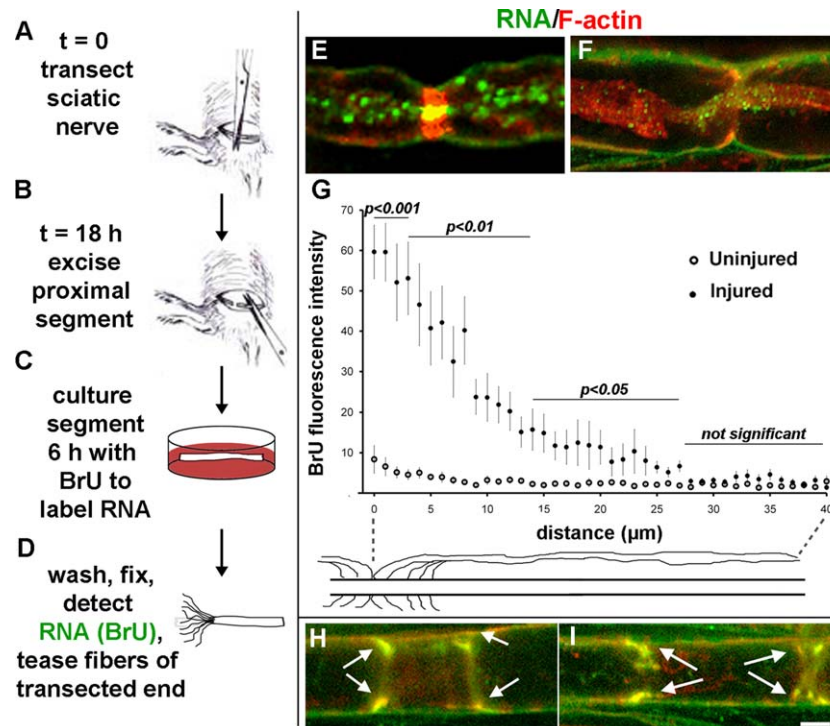 A
t = 0
transect
sciatic
nerve
B
t = 18 h
excise
proximal
segment
C
culture
segment
6 h with
BrU to
label RNA
D
wash, fix,
detect
RNA (BrU),
tease fibers of
transected end
RNA/F-actin
E
F
G
70
60
50
40
30
20
10
BrU fluorescence intensity
p<0.001
p<0.01
p<0.05
not significant
Uninjured
Injured
0 5 10 15 20 25 30 35 40
distance (µm)
H
I